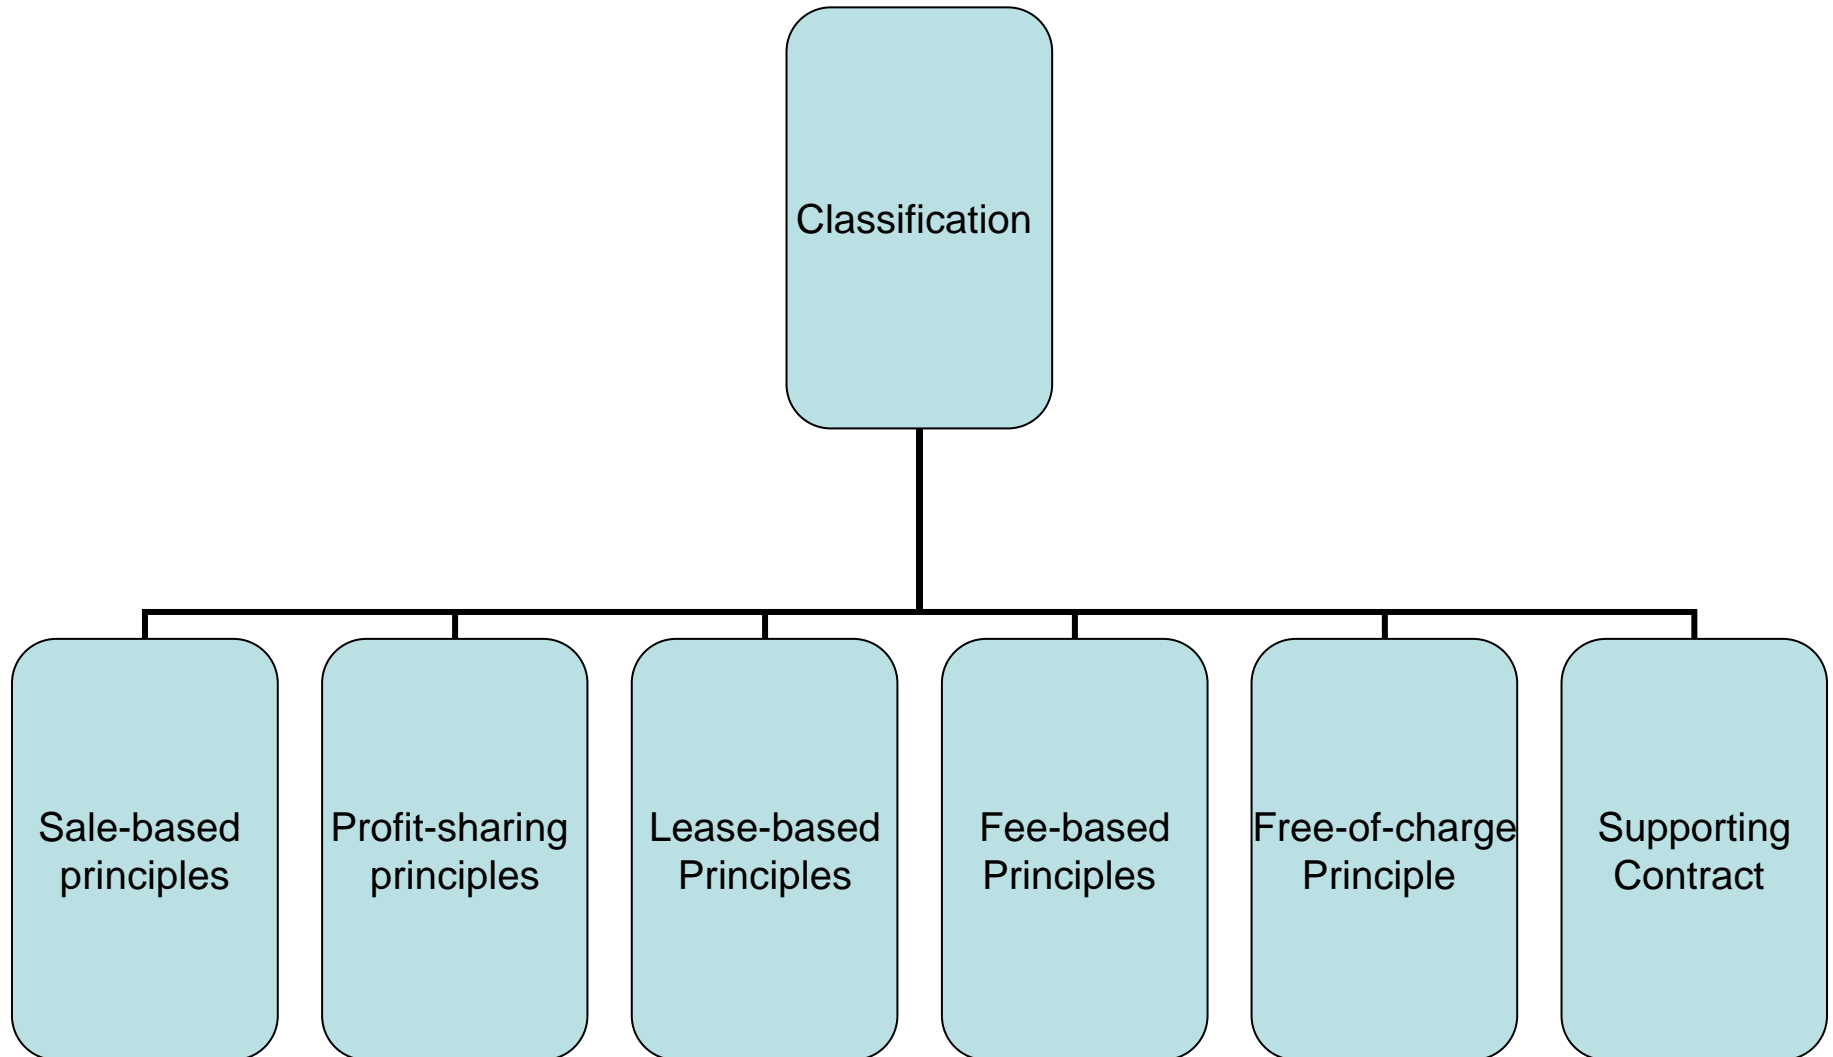 Classification
Sale-based
principles
Profit-sharing
principles
Lease-based
Principles
Fee-based
Principles
Free-of-charge
Principle
Supporting
Contract